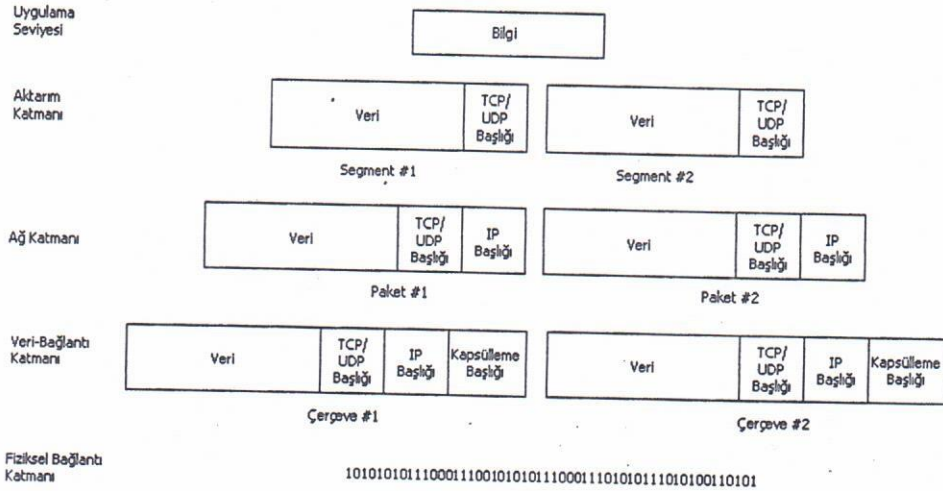 Uygulama
Seviyesi
Bilgi
Aktarım
Katmanı
Veri
TCP/
UDP
Başlığı
Veri
TCP/
UDP
Başlığı
Segment #1
Segment #2
Ağ Katmanı
Veri
TCP/
UDP
Başlığı
IP
Başlığı
Veri
TCP/
UDP
Başlığı
IP
Başlığı
Paket #1
Paket #2
Veri-Bağlantı
Katmanı
Veri
TCP/
UDP
Başlığı
IP
Başlığı
Kapsülleme
Başlığı
Veri
TCP/
UDP
Başlığı
IP
Başlığı
Kapsülleme
Başlığı
Çerçeve #1
Çerçeve #2
Fiziksel Bağlantı
Katmanı